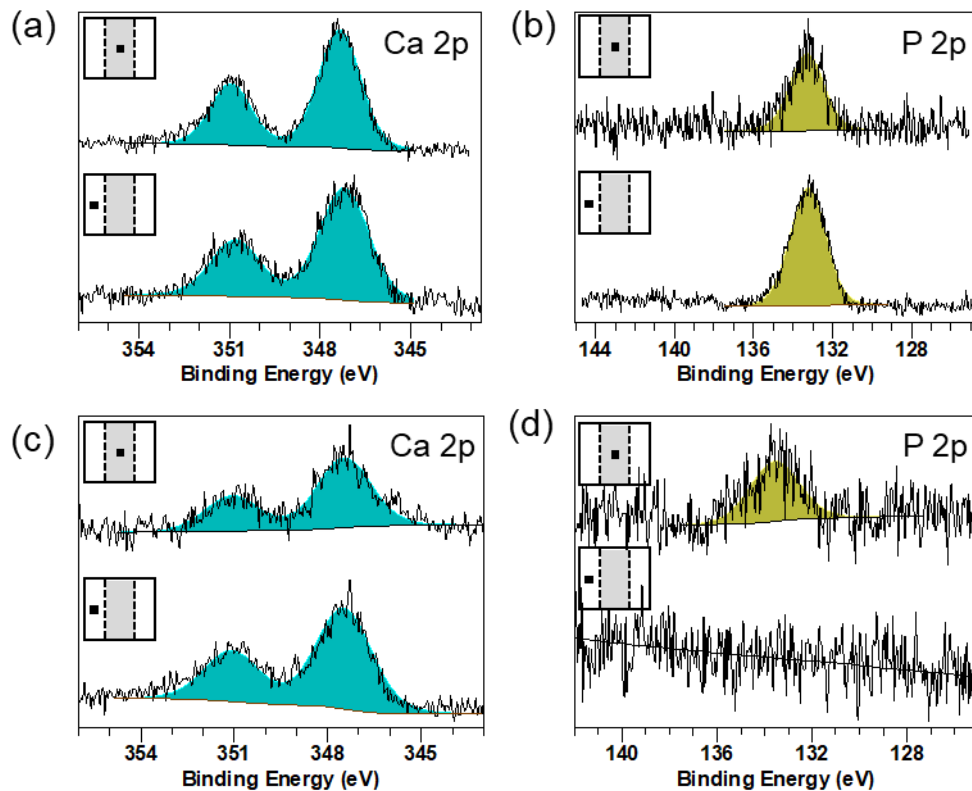 (a)
Ca 2p
354 351 348 345
Binding Energy (eV)
(b)
P 2p
144 140 136 132 128
Binding Energy (eV)
(c)
Ca 2p
354 351 348 345
Binding Energy (eV)
(d)
P 2p
140 136 132 128
Binding Energy (eV)